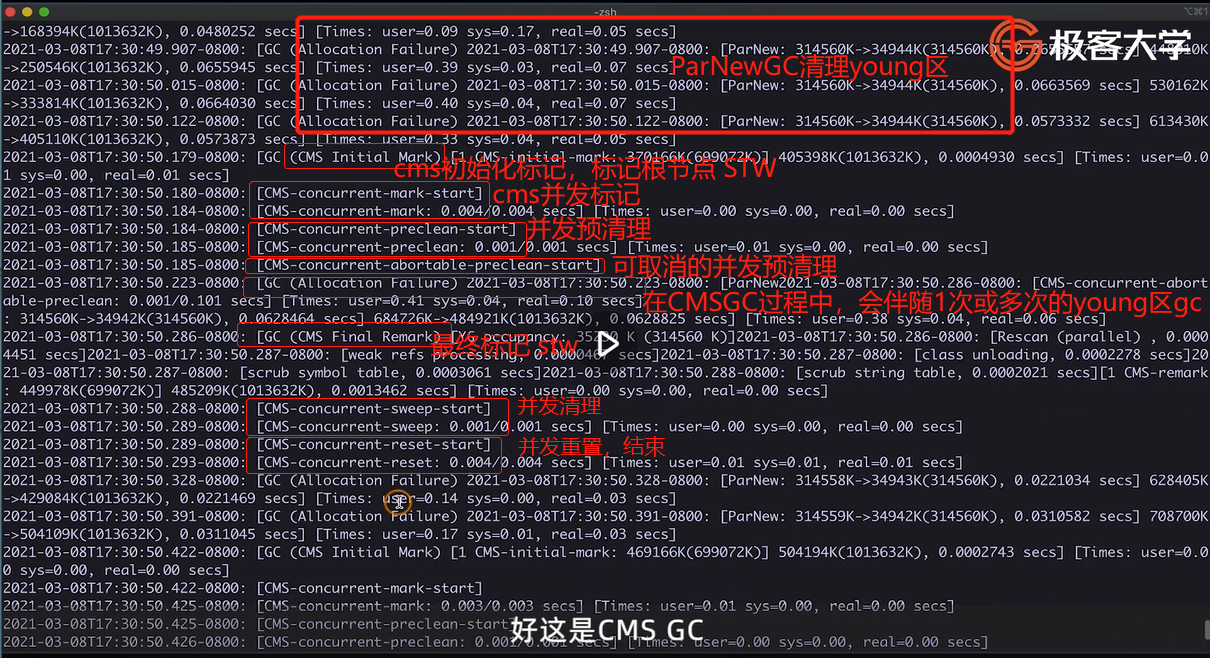 -zsh
->168394K(1013632K), 0.0480252 secs] [Times: user=0.09 sys=0.17, real=0.05 secs]
2021-03-08T17:30:49.907-0800: [GC (Allocation Failure) 2021-03-08T17:30:49.907-0800: [ParNew: 314560K->34944K(314560K),
极客大学
->250546K(1013632K), 0.0655945 secs] [Times: user=0.39 sys=0.03, real=0.07 secs]
ParNewGC清理young区
2021-03-08T17:30:50.015-0800: [GC (Allocation Failure) 2021-03-08T17:30:50.015-0800: [ParNew: 314560K->34944K(314560K), 0.0663569 secs] 530162K
->333814K(1013632K), 0.0664030 secs] [Times: user=0.40 sys=0.04, real=0.07 secs]
2021-03-08T17:30:50.122-0800: [GC (Allocation Failure) 2021-03-08T17:30:50.122-0800: [ParNew: 314560K->34944K(314560K), 0.0573332 secs] 613430K
->405110K(1013632K), 0.0573873 secs] [Times: user=0.33 sys=0.04, real=0.05 secs]
2021-03-08T17:30:50.179-0800: [GC (CMS Initial Mark) [1 CMS-initial-mark: 370166K(699072K)] 405398K(1013632K), 0.0004930 secs] [Times: user=0.0
cms初始化标记，标记根节点 STW
1 sys=0.00, real=0.01 secs]
2021-03-08T17:30:50.180-0800: [CMS-concurrent-mark-start]
cms并发标记
2021-03-08T17:30:50.184-0800: [CMS-concurrent-mark: 0.004/0.004 secs] [Times: user=0.00 sys=0.00, real=0.01 secs]
2021-03-08T17:30:50.184-0800: [CMS-concurrent-preclean-start]
并发预清理
2021-03-08T17:30:50.185-0800: [CMS-concurrent-preclean: 0.001/0.001 secs] [Times: user=0.01 sys=0.00, real=0.00 secs]
2021-03-08T17:30:50.185-0800: [CMS-concurrent-abortable-preclean-start]
可取消的并发预清理
2021-03-08T17:30:50.223-0800: [GC (Allocation Failure) 2021-03-08T17:30:50.223-0800: [ParNew2021-03-08T17:30:50.286-0800: [CMS-concurrent-abort
able-preclean: 0.001/0.101 secs] [Times: user=0.41 sys=0.04, real=0.10 secs]
在CMSGC过程中，会伴随1次或多次的young区gc
: 314560K->34942K(314560K), 0.0628464 secs] 684726K->484921K(1013632K), 0.0628825 secs] [Times: user=0.38 sys=0.04, real=0.06 secs]
2021-03-08T17:30:50.286-0800: [GC (CMS Final Remark) [YG occupancy: K (314560 K)]2021-03-08T17:30:50.286-0800: [Rescan (parallel) , 0.000
最终标记 stw
4451 secs]2021-03-08T17:30:50.287-0800: [weak refs processing, secs]2021-03-08T17:30:50.287-0800: [class unloading, 0.0002278 secs]20
21-03-08T17:30:50.287-0800: [scrub symbol table, 0.0003061 secs]2021-03-08T17:30:50.288-0800: [scrub string table, 0.0002021 secs][1 CMS-remark
: 449978K(699072K)] 485209K(1013632K), 0.0013462 secs] [Times: user=0.00 sys=0.00, real=0.00 secs]
2021-03-08T17:30:50.288-0800: [CMS-concurrent-sweep-start]
并发清理
2021-03-08T17:30:50.289-0800: [CMS-concurrent-sweep: 0.001/0.001 secs] [Times: user=0.00 sys=0.00, real=0.00 secs]
2021-03-08T17:30:50.289-0800: [CMS-concurrent-reset-start]
并发重置，结束
2021-03-08T17:30:50.293-0800: [CMS-concurrent-reset: 0.004/0.004 secs] [Times: user=0.01 sys=0.01, real=0.01 secs]
2021-03-08T17:30:50.328-0800: [GC (Allocation Failure) 2021-03-08T17:30:50.328-0800: [ParNew: 314558K->34943K(314560K), 0.0221034 secs] 628405K
->429084K(1013632K), 0.0221469 secs] [Times: user=0.14 sys=0.00, real=0.03 secs]
2021-03-08T17:30:50.391-0800: [GC (Allocation Failure) 2021-03-08T17:30:50.391-0800: [ParNew: 314559K->34942K(314560K), 0.0310582 secs] 708700K
->504109K(1013632K), 0.0311045 secs] [Times: user=0.17 sys=0.01, real=0.03 secs]
2021-03-08T17:30:50.422-0800: [GC (CMS Initial Mark) [1 CMS-initial-mark: 469166K(699072K)] 504194K(1013632K), 0.0002743 secs] [Times: user=0.0
0 sys=0.00, real=0.00 secs]
2021-03-08T17:30:50.422-0800: [CMS-concurrent-mark-start]
2021-03-08T17:30:50.425-0800: [CMS-concurrent-mark: 0.003/0.003 secs] [Times: user=0.01 sys=0.00, real=0.00 secs]
2021-03-08T17:30:50.425-0800: [CMS-concurrent-preclean-start]
好这是CMS GC
2021-03-08T17:30:50.426-0800: [CMS-concurrent-preclean: 0.001/0.001 secs] [Times: user=0.00 sys=0.00, real=0.00 secs]